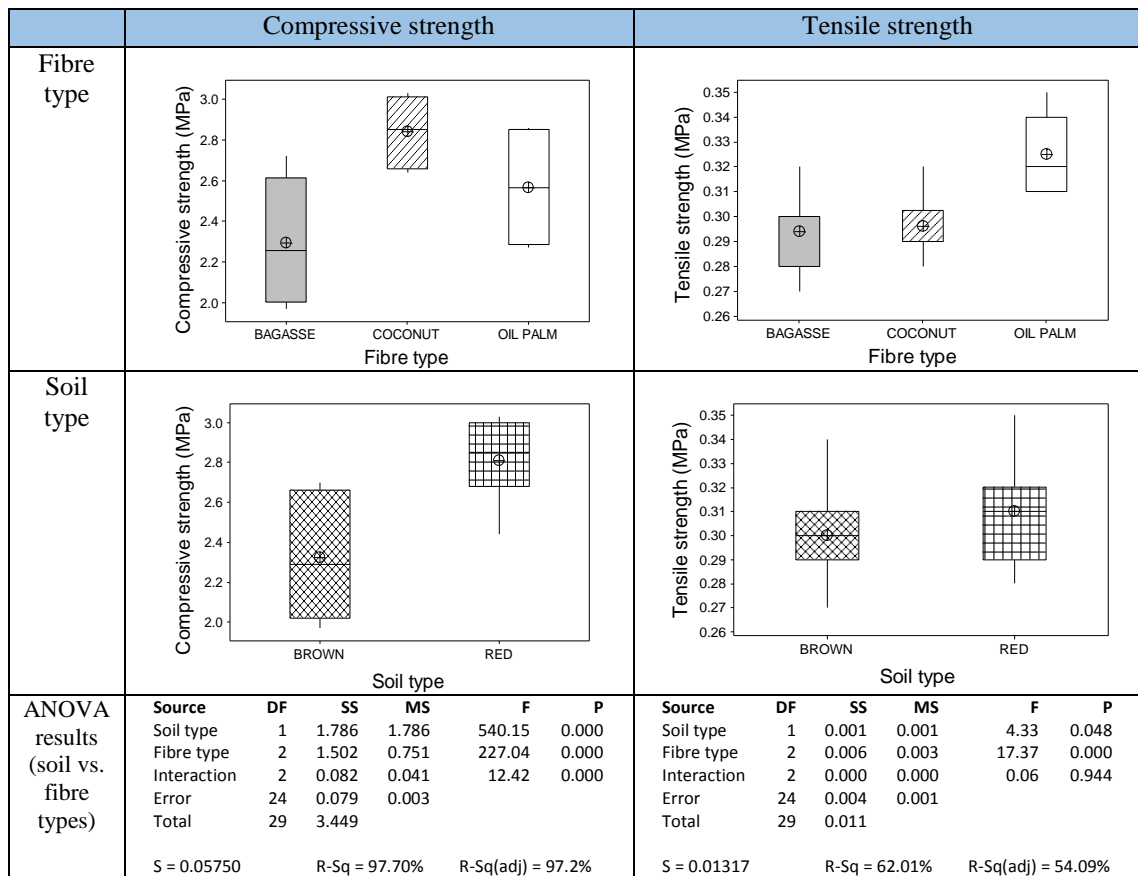 Compressive strength Tensile strength
Fibre
type
Compressive strength (MPa)
3.0
2.8
2.6
2.4
2.2
2.0
BAGASSE COCONUT OIL PALM
Fibre type
Tensile strength (MPa)
0.35
0.34
0.33
0.32
0.31
0.30
0.29
0.28
0.27
0.26
BAGASSE COCONUT OIL PALM
Fibre type
Soil
type
Compressive strength (MPa)
3.0
2.8
2.6
2.4
2.2
2.0
BROWN RED
Soil type
Tensile strength (MPa)
0.35
0.34
0.33
0.32
0.31
0.30
0.29
0.28
0.27
0.26
BROWN RED
Soil type
ANOVA
results
(soil vs.
fibre
types)
Source DF SS MS F P
Soil type 1 1.786 1.786 540.15 0.000
Fibre type 2 1.502 0.751 227.04 0.000
Interaction 2 0.082 0.041 12.42 0.000
Error 24 0.079 0.003
Total 29 3.449
S = 0.05750 R-Sq = 97.70% R-Sq(adj) = 97.2%
Source DF SS MS F P
Soil type 1 0.001 0.001 4.33 0.048
Fibre type 2 0.006 0.003 17.37 0.000
Interaction 2 0.000 0.000 0.06 0.944
Error 24 0.004 0.001
Total 29 0.011
S = 0.01317 R-Sq = 62.01% R-Sq(adj) = 54.09%